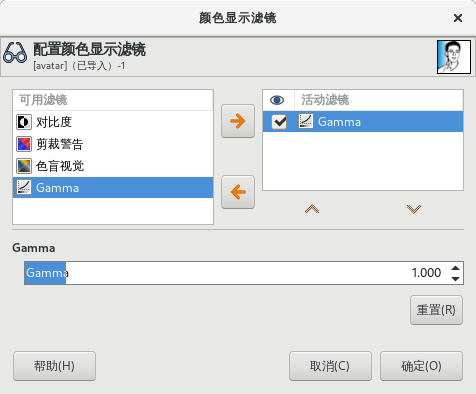 颜色显示滤镜
配置颜色显示滤镜
[avatar]（已导入）-1
可用滤镜
对比度
剪裁警告
色盲视觉
Gamma
活动滤镜
Gamma
Gamma
Gamma 1.000
重置(R)
帮助(H) 取消(C) 确定(O)